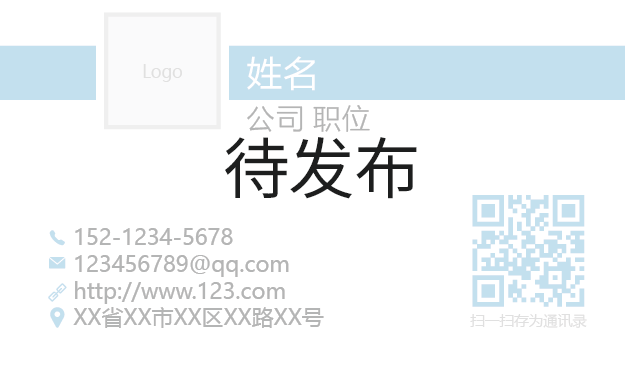 Logo
姓名
公司 职位
待发布
152-1234-5678
123456789@qq.com
http://www.123.com
XX省XX市XX区XX路XX号
扫一扫存为通讯录